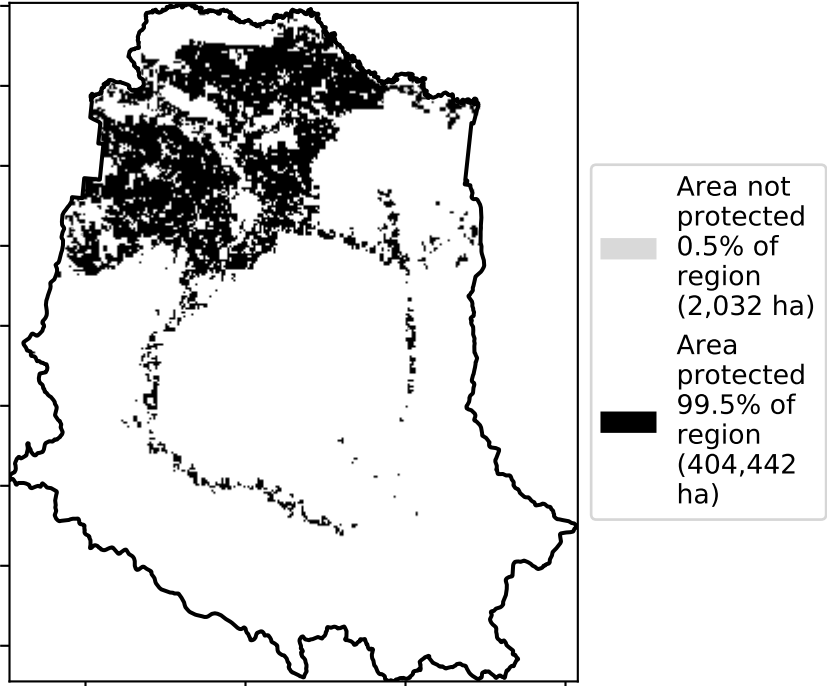 Area not
protected
0.5% of
region
(2,032 ha)
Area
protected
99.5% of
region
(404,442
ha)